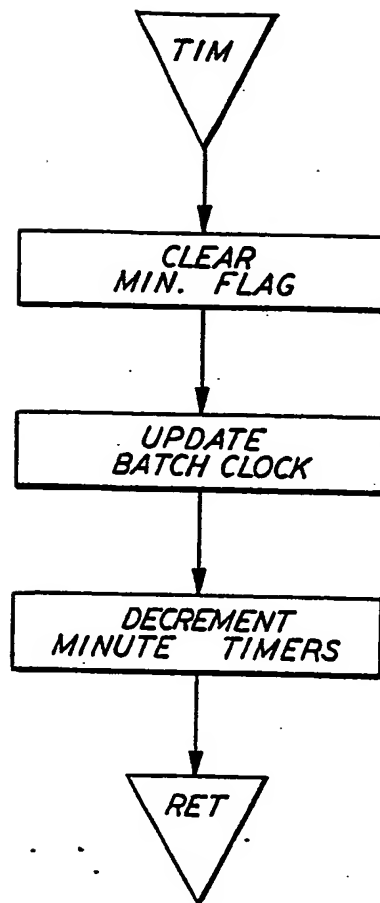 TIM
CLEAR
MIN. FLAG
UPDATE
BATCH CLOCK
DECREMENT
MINUTE TIMERS
RET